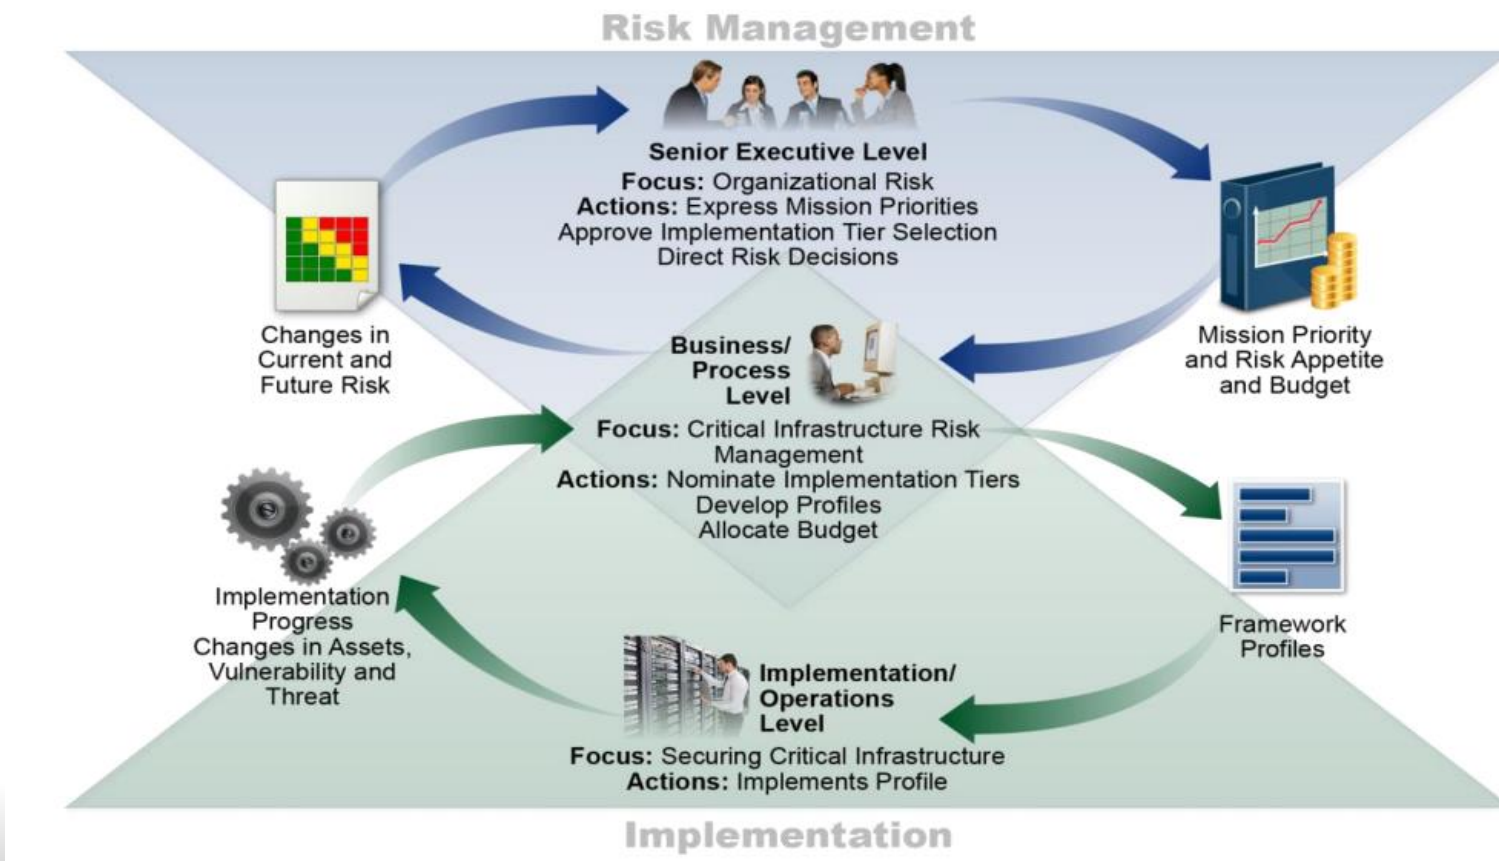 Risk Management
Senior Executive Level
Focus: Organizational Risk
Actions: Express Mission Priorities
Approve Implementation Tier Selection
Direct Risk Decisions
Changes in
Current and
Future Risk
Mission Priority
and Risk Appetite
and Budget
Business/
Process
Level
Focus: Critical Infrastructure Risk
Management
Actions: Nominate Implementation Tiers
Develop Profiles
Allocate Budget
Implementation
Progress
Changes in Assets,
Vulnerability and
Threat
Framework
Profiles
Implementation/
Operations
Level
Focus: Securing Critical Infrastructure
Actions: Implements Profile
Implementation